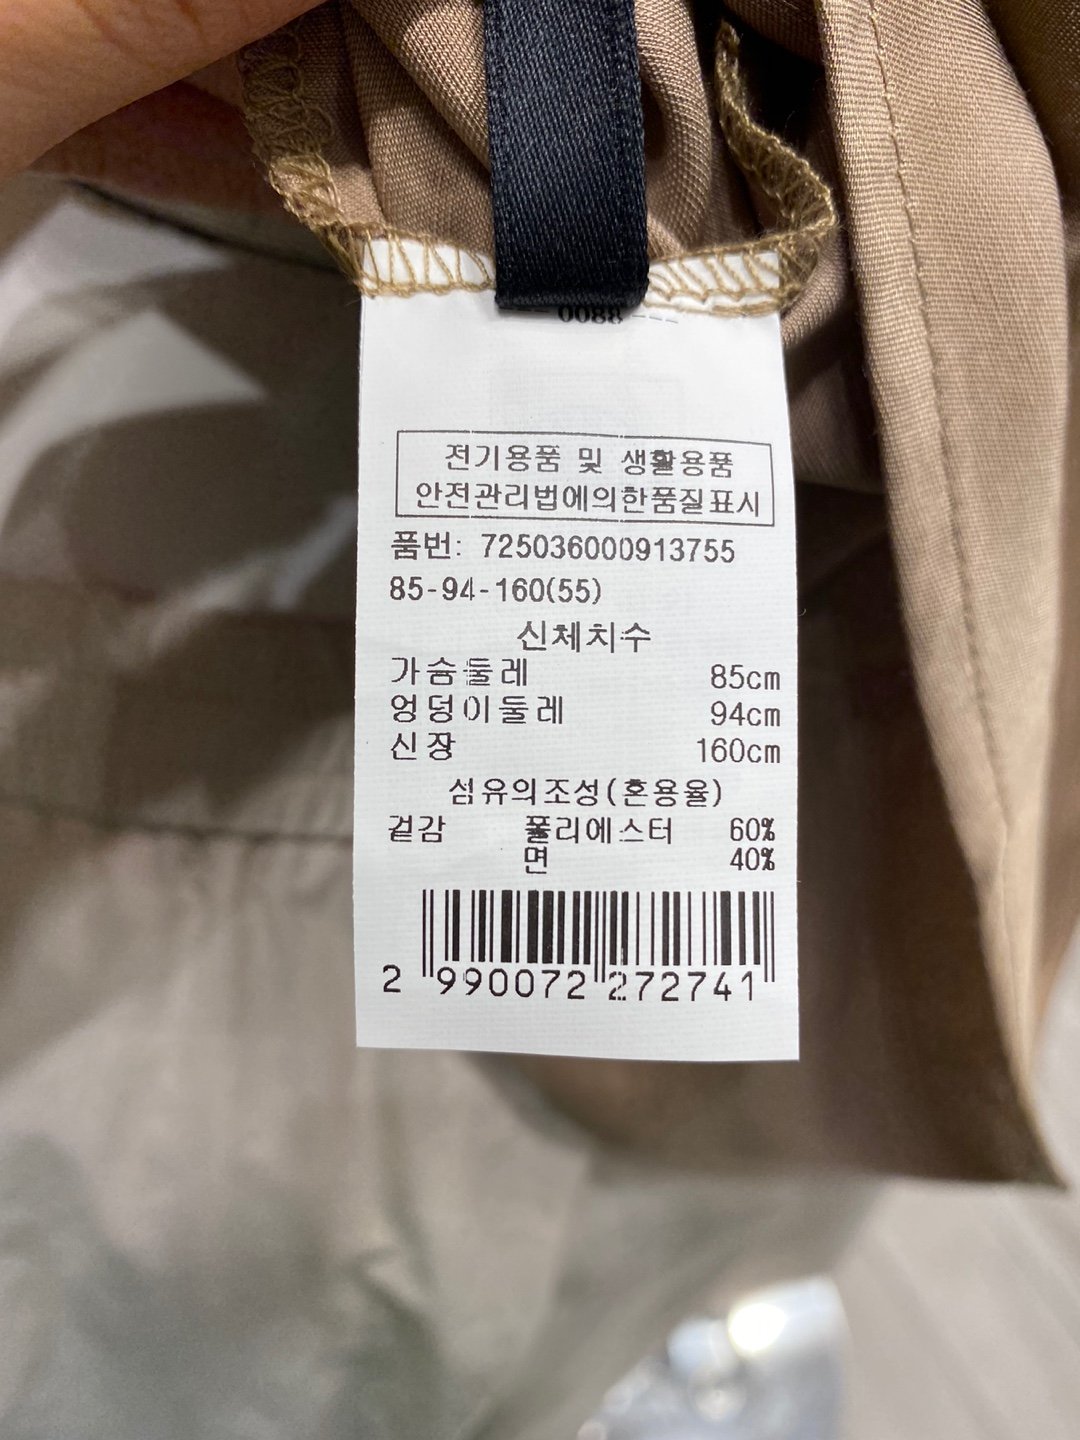 0088
전기용품 및 생활용품
안전관리법에의한품질표시
품번: 725036000913755
85-94-160(55)
신체치수
가슴둘레 85cm
엉덩이둘레 94cm
신장 160cm
섬유의조성(혼용율)
겉감 폴리에스터 60%
면 40%
2 990072 272741